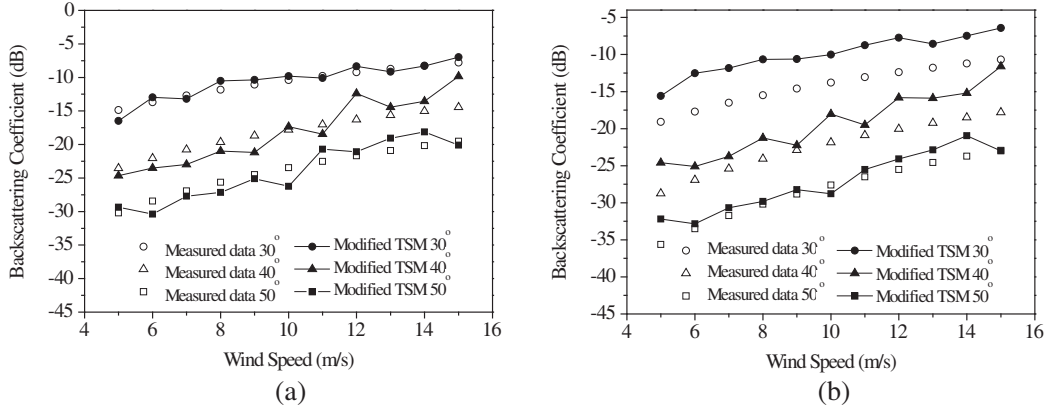 0
-5
-10
-15
-20
-25
-30
-35
-40
-45
4 6 8 10 12 14 16
Backscattering Coefficient (dB)
Wind Speed (m/s)
Measured data 30° Modified TSM 30°
Measured data 40° Modified TSM 40°
Measured data 50° Modified TSM 50°
(a)
-5
-10
-15
-20
-25
-30
-35
-40
-45
4 6 8 10 12 14 16
Backscattering Coefficient (dB)
Wind Speed (m/s)
Measured data 30° Modified TSM 30°
Measured data 40° Modified TSM 40°
Measured data 50° Modified TSM 50°
(b)